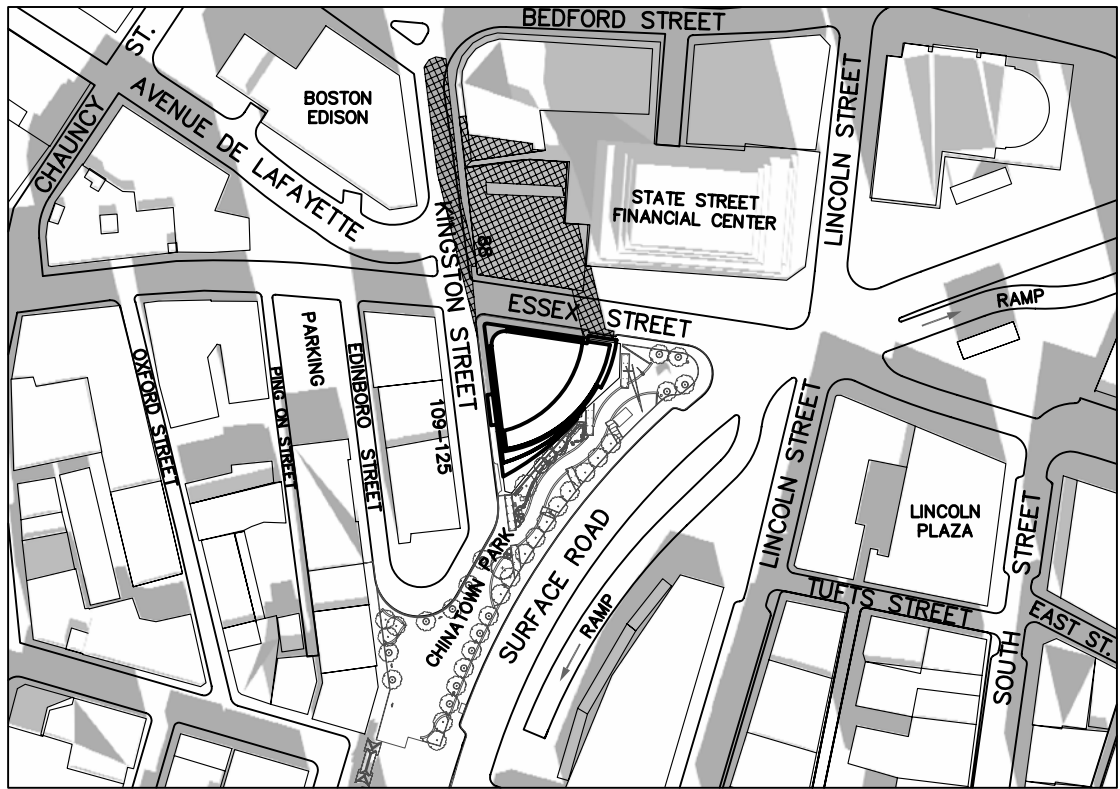 BEDFORD STREET
ST.
CHAUNCY
AVENUE DE LAFAYETTE
BOSTON
EDISON
LINCOLN STREET
STATE STREET
FINANCIAL CENTER
KINGSTON STREET
88
ESSEX STREET
RAMP
OXFORD STREET
PING ON STREET
PARKING
EDINBORO STREET
109-125
LINCOLN STREET
LINCOLN
PLAZA
SOUTH STREET
TUFTS STREET
EAST ST.
CHINATOWN PARK
SURFACE ROAD
RAMP